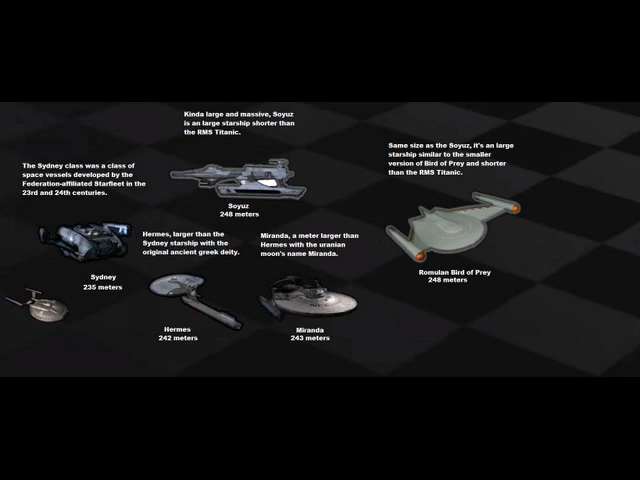 Kinda large and massive, Soyuz
is an large starship shorter than
the RMS Titanic.
Same size as the Soyuz, it's an large
starship similar to the smaller
version of Bird of Prey and shorter
than the RMS Titanic.
The Sydney class was a class of
space vessels developed by the
Federation-affiliated Starfleet in the
23rd and 24th centuries.
Soyuz
248 meters
Hermes, larger than the
Sydney starship with the
original ancient greek deity.
Miranda, a meter larger than
Hermes with the uranian
moon's name Miranda.
Romulan Bird of Prey
248 meters
Sydney
235 meters
Hermes
242 meters
Miranda
243 meters